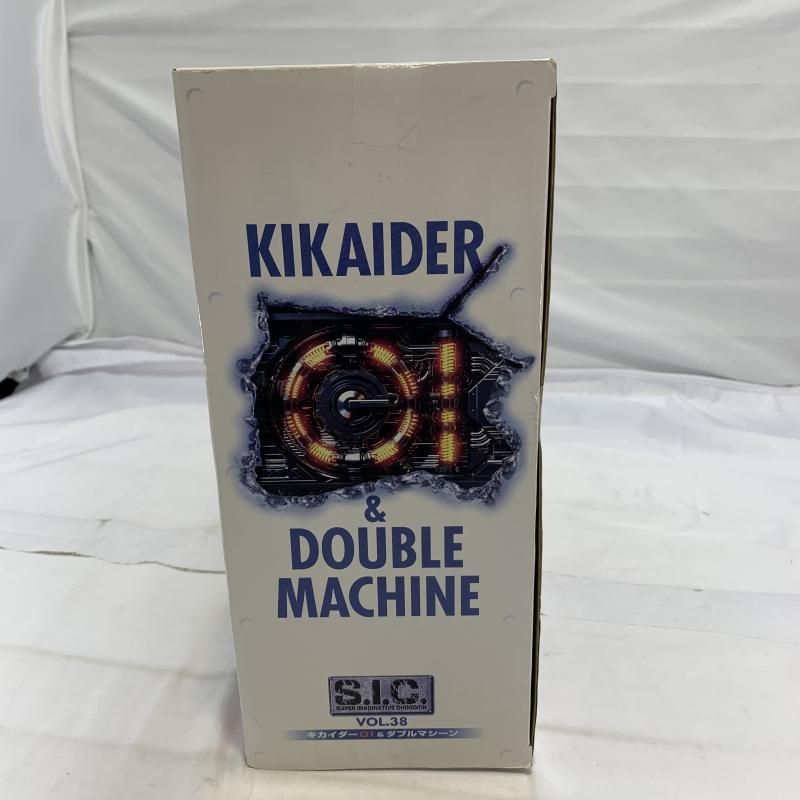 KIKAIDER
01
&
DOUBLE
MACHINE
S.I.C.
SUPER IMAGINATIVE CHOGOKIN
VOL.38
キカイダー01&ダブルマシーン